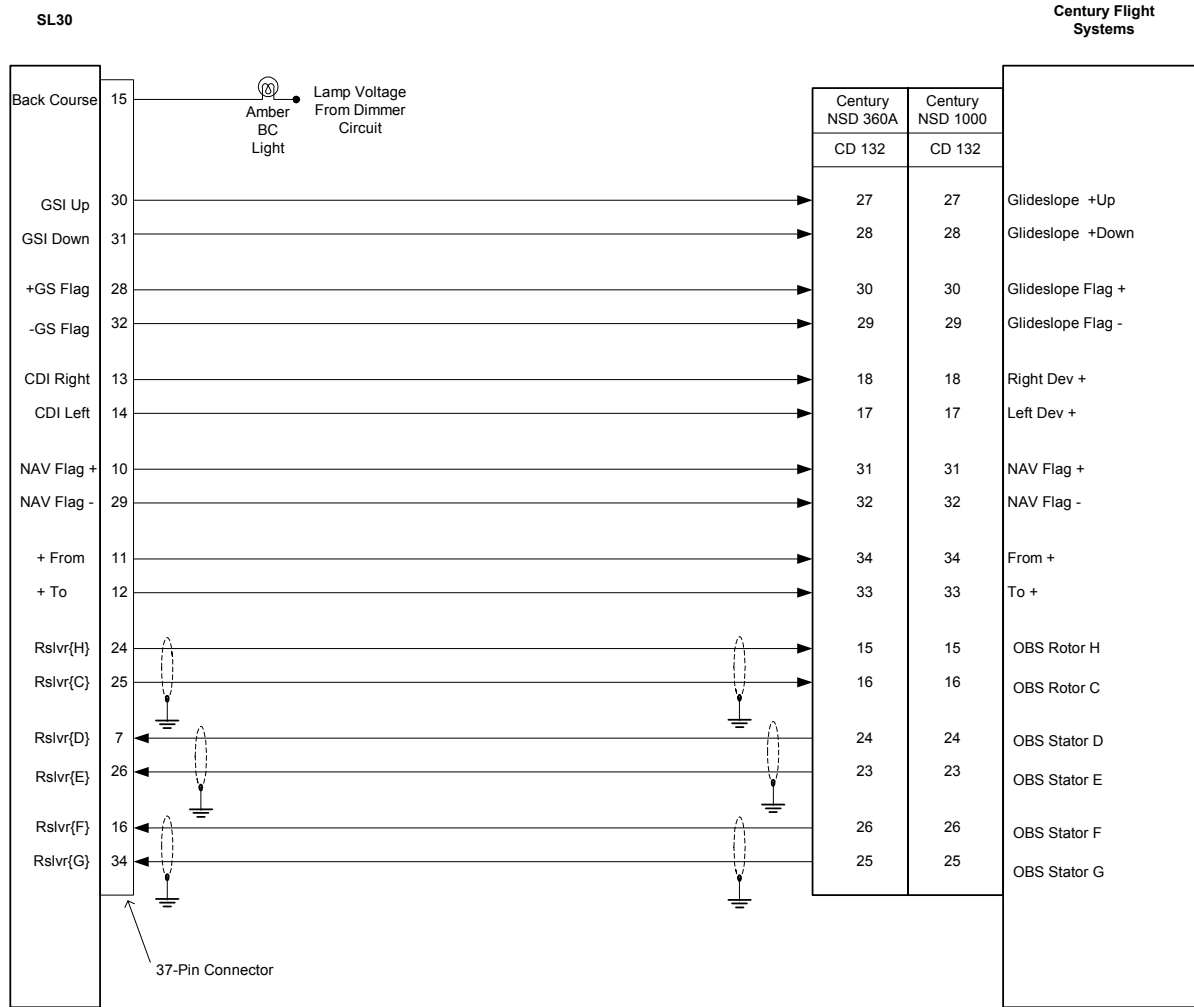 SL30
Century Flight
Systems
Back Course 15
Amber
BC
Light
Lamp Voltage
From Dimmer
Circuit
Century
NSD 360A
Century
NSD 1000
CD 132 CD 132
GSI Up 30 27 27 Glideslope +Up
GSI Down 31 28 28 Glideslope +Down
+GS Flag 28 30 30 Glideslope Flag +
-GS Flag 32 29 29 Glideslope Flag -
CDI Right 13 18 18 Right Dev +
CDI Left 14 17 17 Left Dev +
NAV Flag + 10 31 31 NAV Flag +
NAV Flag - 29 32 32 NAV Flag -
+ From 11 34 34 From +
+ To 12 33 33 To +
Rslvr{H} 24 15 15 OBS Rotor H
Rslvr{C} 25 16 16 OBS Rotor C
Rslvr{D} 7 24 24 OBS Stator D
Rslvr{E} 26 23 23 OBS Stator E
Rslvr{F} 16 26 26 OBS Stator F
Rslvr{G} 34 25 25 OBS Stator G
37-Pin Connector